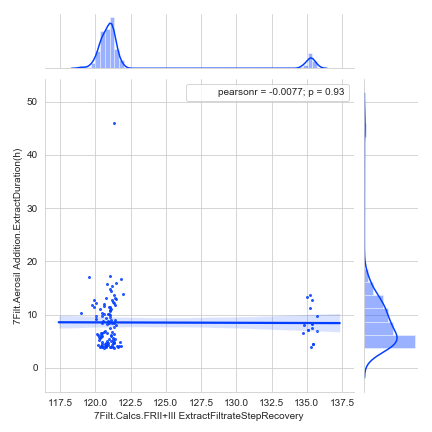 pearsonr = -0.0077; p = 0.93
50
40
30
20
10
0
7Filt.Aerosil Addition.ExtractDuration(h)
117.5 120.0 122.5 125.0 127.5 130.0 132.5 135.0 137.5
7Filt.Calcs.FRII+III ExtractFiltrateStepRecovery